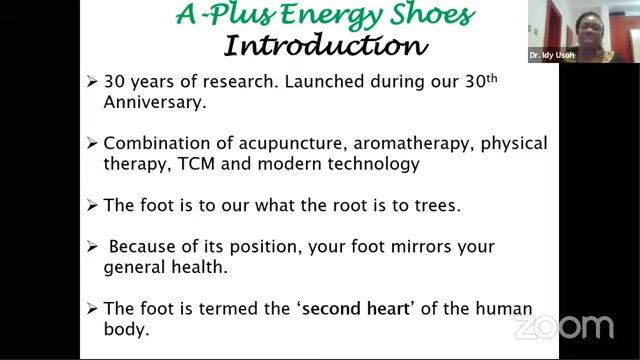 A-Plus Energy Shoes
Introduction
Dr. Idy Usoh
➢ 30 years of research. Launched during our 30th
Anniversary.
➢ Combination of acupuncture, aromatherapy, physical
therapy, TCM and modern technology
➢ The foot is to our what the root is to trees.
➢ Because of its position, your foot mirrors your
general health.
➢ The foot is termed the ‘second heart’ of the human
body.
zoom